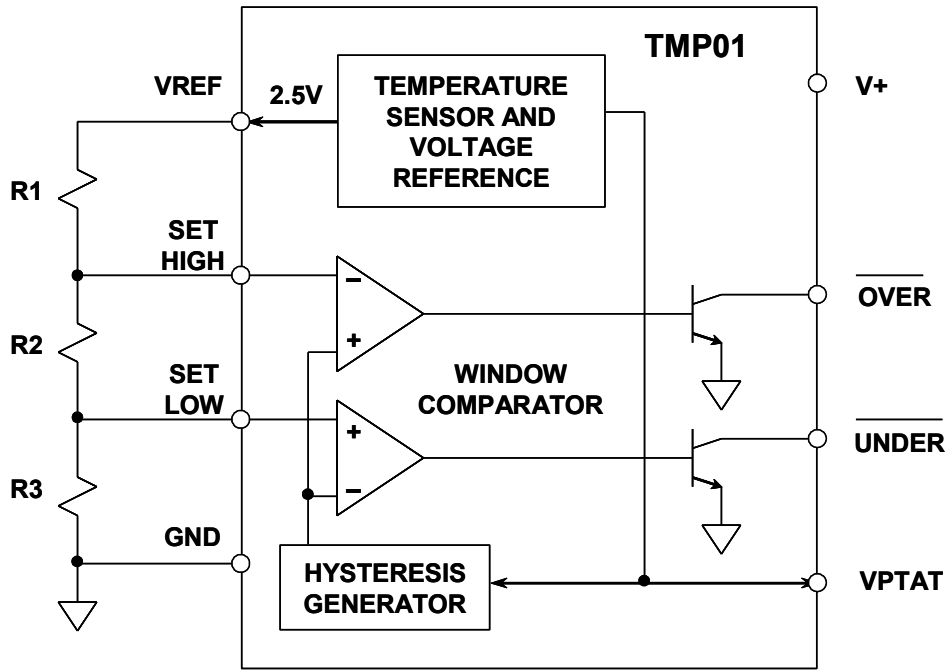 TMP01
VREF
2.5V
TEMPERATURE
SENSOR AND
VOLTAGE
REFERENCE
V+
R1
SET
HIGH
−
+
OVER
R2
SET
LOW
WINDOW
COMPARATOR
+
−
UNDER
R3
GND
HYSTERESIS
GENERATOR
VPTAT